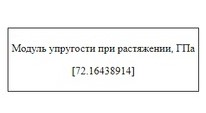 Модуль упругости при растяжении, ГПа
[72.16438914]